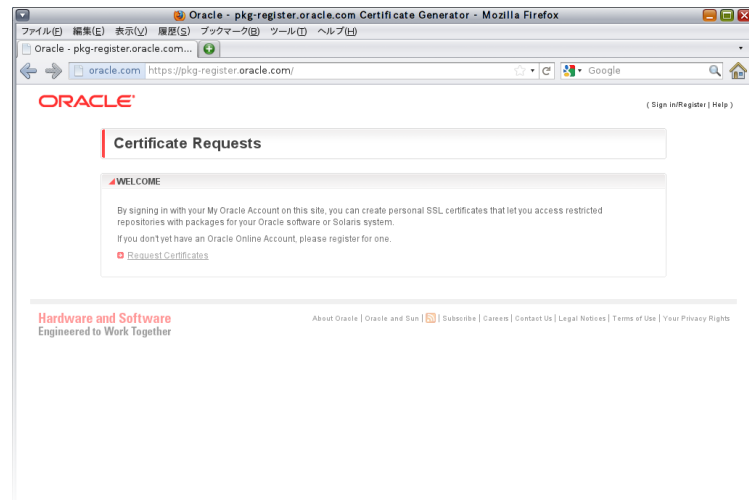 Oracle - pkg-register.oracle.com Certificate Generator - Mozilla Firefox
ファイル(F) 編集(E) 表示(V) 履歴(S) ブックマーク(B) ツール(T) ヘルプ(H)
Oracle - pkg-register.oracle.com...
oracle.com https://pkg-register.oracle.com/ Google
ORACLE
( Sign in/Register | Help )
Certificate Requests
WELCOME
By signing in with your My Oracle Account on this site, you can create personal SSL certificates that let you access restricted
repositories with packages for your Oracle software or Solaris system.
If you don't yet have an Oracle Online Account, please register for one.
Request Certificates
Hardware and Software
Engineered to Work Together
About Oracle | Oracle and Sun | | Subscribe | Careers | Contact Us | Legal Notices | Terms of Use | Your Privacy Rights